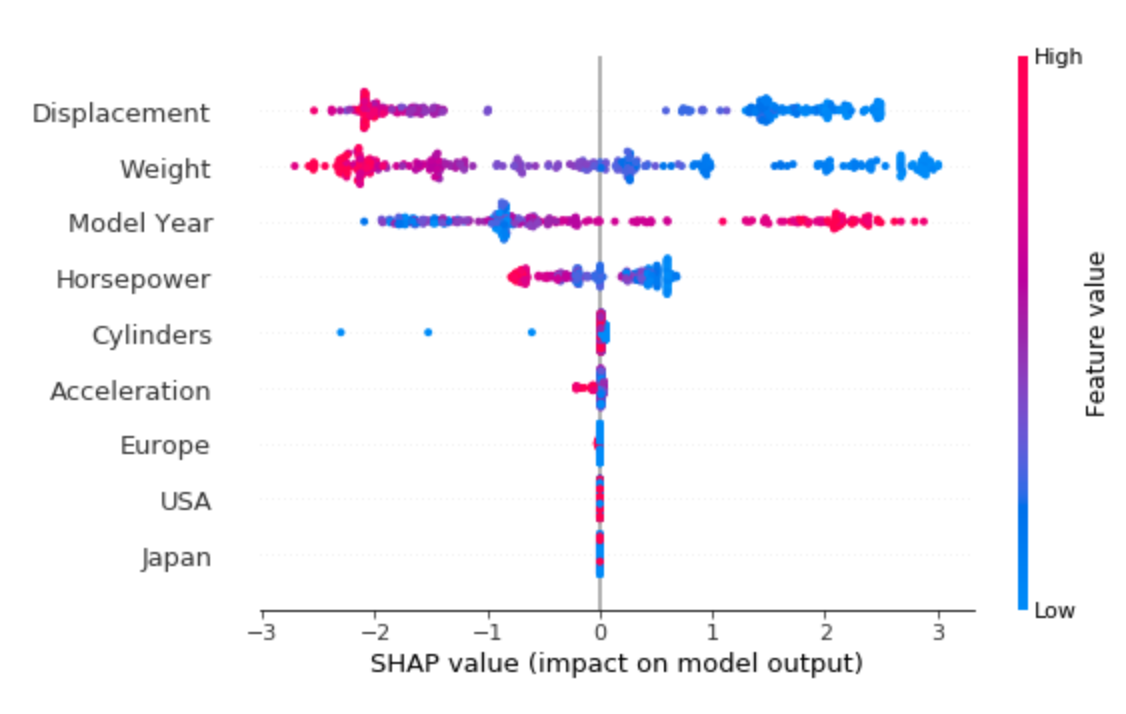 High
Displacement
Weight
Model Year
Horsepower
Cylinders
Acceleration
Europe
USA
Japan
Feature value
Low
−3 −2 −1 0 1 2 3
SHAP value (impact on model output)